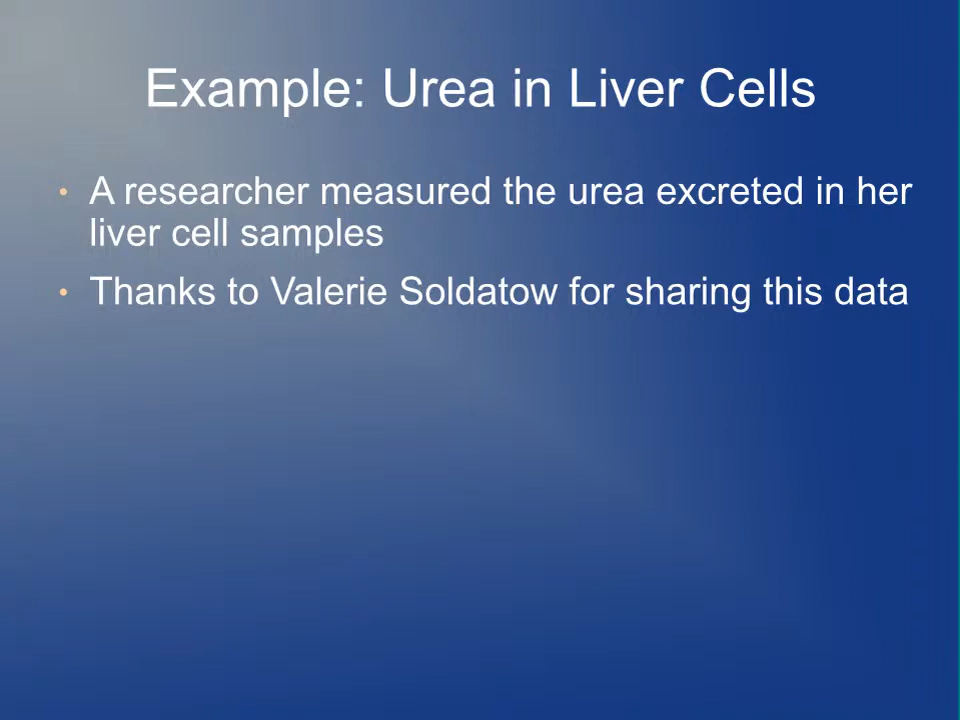 Example: Urea in Liver Cells
• A researcher measured the urea excreted in her
liver cell samples
• Thanks to Valerie Soldatow for sharing this data